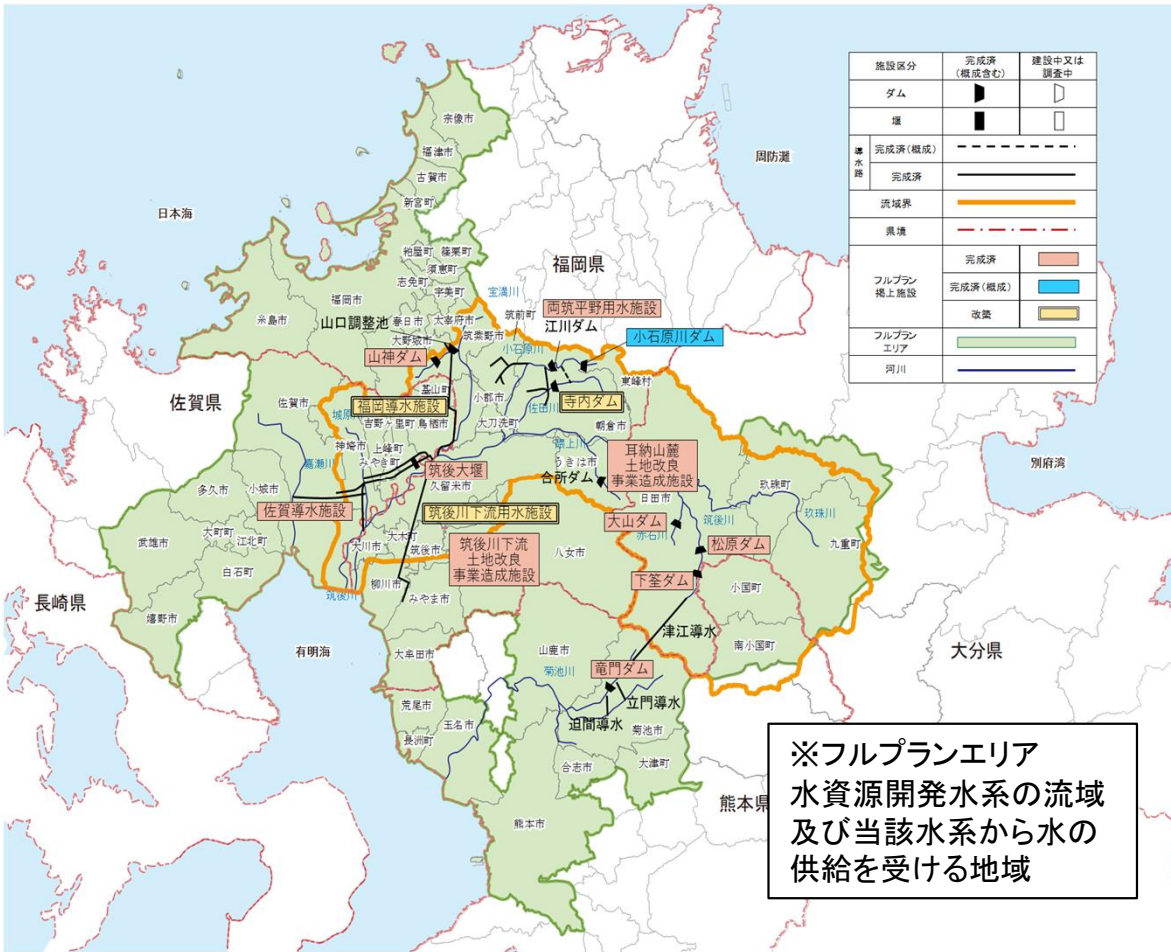 施設区分
完成済
(概成含む)
建設中又は
調査中
ダム
堰
導水路
完成済(概成)
完成済
流域界
県境
フルプラン
掲上施設
完成済
完成済(概成)
改築
フルプラン
エリア
河川
宗像市
福津市
古賀市
新宮町
周防灘
日本海
粕屋町
篠栗町
須恵町
志免町
宇美町
福岡県
福岡市
宝満川
糸島市
山口調整池
春日市
太宰府市
大野城市
筑紫野市
筑前町
両筑平野用水施設
江川ダム
小石原川
小石原川ダム
山神ダム
東峰村
佐賀県
佐賀市
城原川
福岡導水施設
基山町
小郡市
佐田川
寺内ダム
吉野ヶ里町
鳥栖市
大刀洗町
朝倉市
神埼市
上峰町
みやき町
嘉瀬川
筑後大堰
久留米市
うきは市
合所ダム
耳納山麓
土地改良
事業造成施設
別府湾
多久市
小城市
佐賀導水施設
日田市
玖珠町
玖珠川
筑後川
大山ダム
赤石川
武雄市
大町町
江北町
白石町
大川市
大木町
筑後市
筑後川下流用水施設
筑後川下流
土地改良
事業造成施設
八女市
松原ダム
九重町
下筌ダム
小国町
長崎県
嬉野市
筑後川
柳川市
みやま市
津江導水
南小国町
有明海
大牟田市
山鹿市
菊池川
竜門ダム
大分県
立門導水
迫間導水
荒尾市
玉名市
長洲町
菊池市
合志市
大津町
熊本県
熊本市
※フルプランエリア
水資源開発水系の流域
及び当該水系から水の
供給を受ける地域